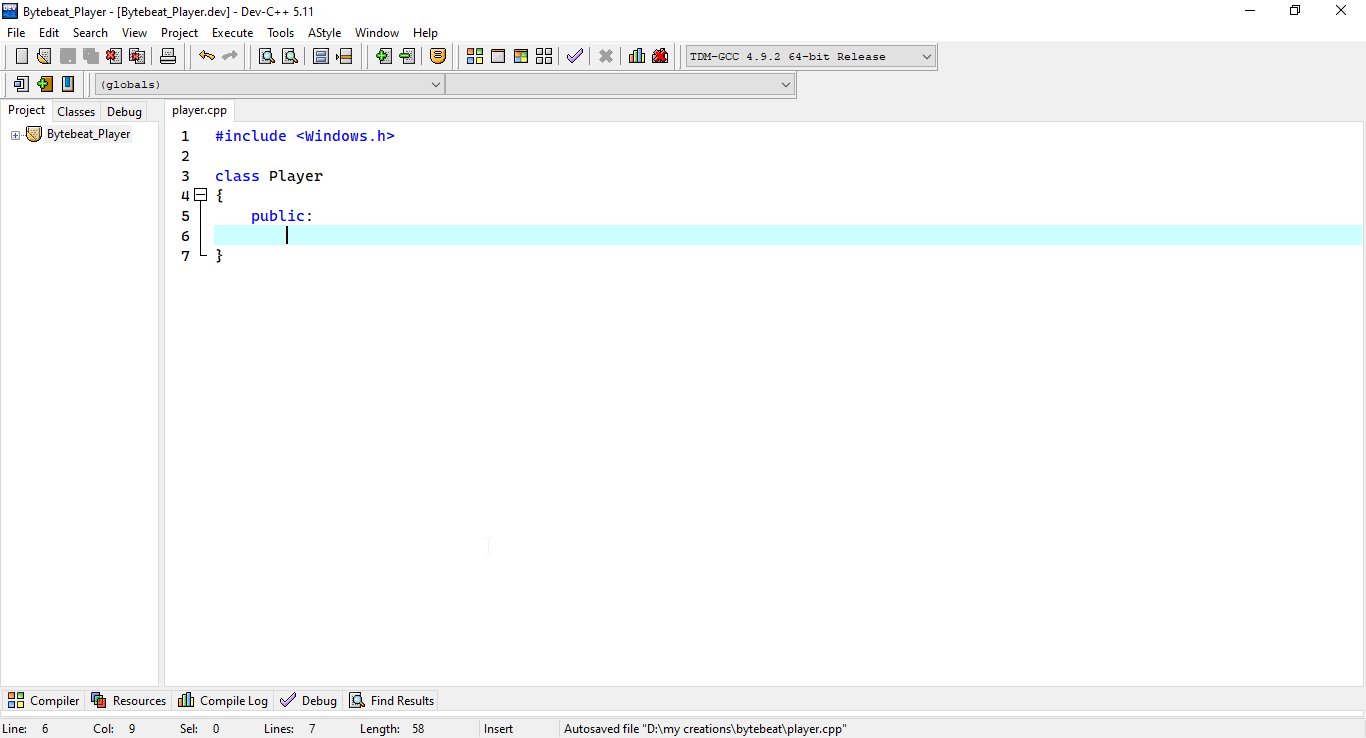 Bytebeat_Player - [Bytebeat_Player.dev] - Dev-C++ 5.11
File Edit Search View Project Execute Tools AStyle Window Help
TDM-GCC 4.9.2 64-bit Release
(globals)
Project Classes Debug player.cpp
Bytebeat_Player
1 #include <Windows.h>
2
3 class Player
4 {
5 public:
6
7 }
Compiler Resources Compile Log Debug Find Results
Line: 6 Col: 9 Sel: 0 Lines: 7 Length: 58 Insert Autosaved file "D:\my creations\bytebeat\player.cpp"